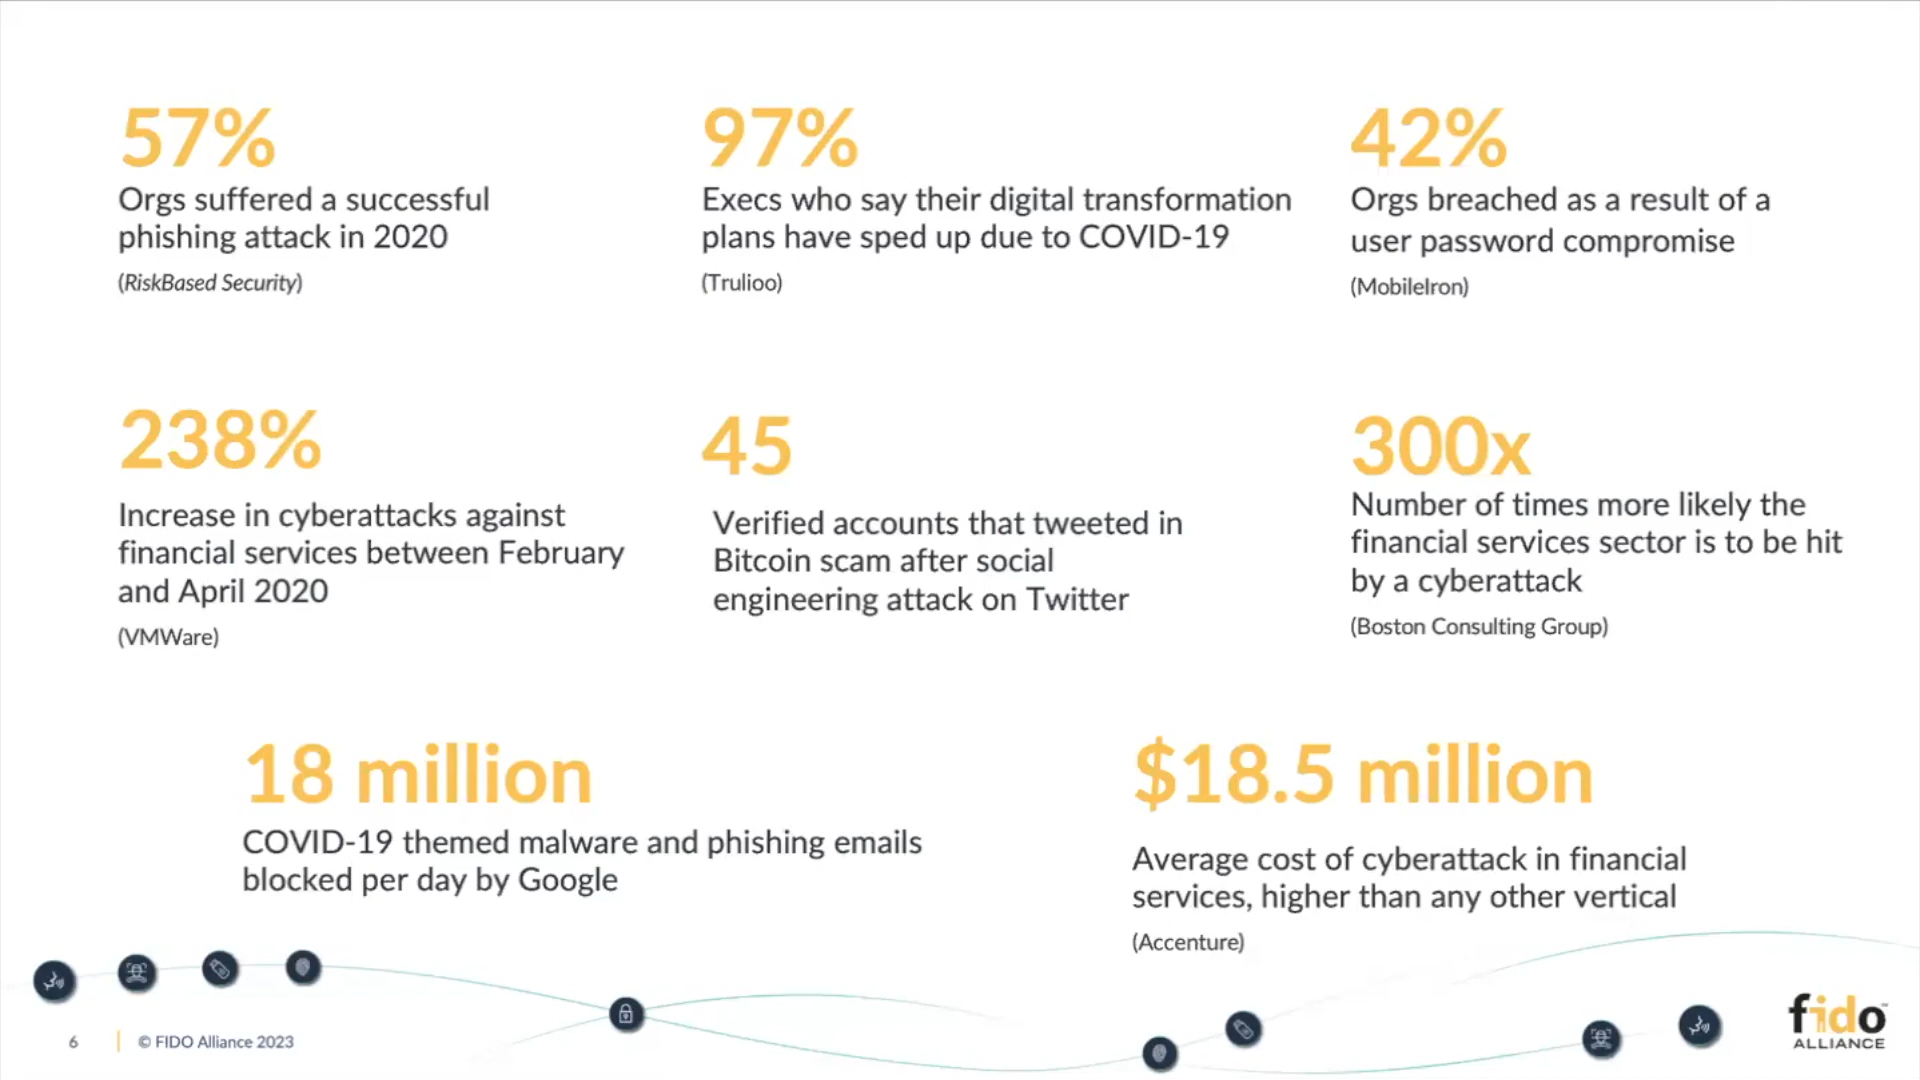 57%
Orgs suffered a successful
phishing attack in 2020
(RiskBased Security)
97%
Execs who say their digital transformation
plans have sped up due to COVID-19
(Trulioo)
42%
Orgs breached as a result of a
user password compromise
(MobileIron)
238%
Increase in cyberattacks against
financial services between February
and April 2020
(VMWare)
45
Verified accounts that tweeted in
Bitcoin scam after social
engineering attack on Twitter
300x
Number of times more likely the
financial services sector is to be hit
by a cyberattack
(Boston Consulting Group)
18 million
COVID-19 themed malware and phishing emails
blocked per day by Google
$18.5 million
Average cost of cyberattack in financial
services, higher than any other vertical
(Accenture)
6
© FIDO Alliance 2023
fido™
ALLIANCE